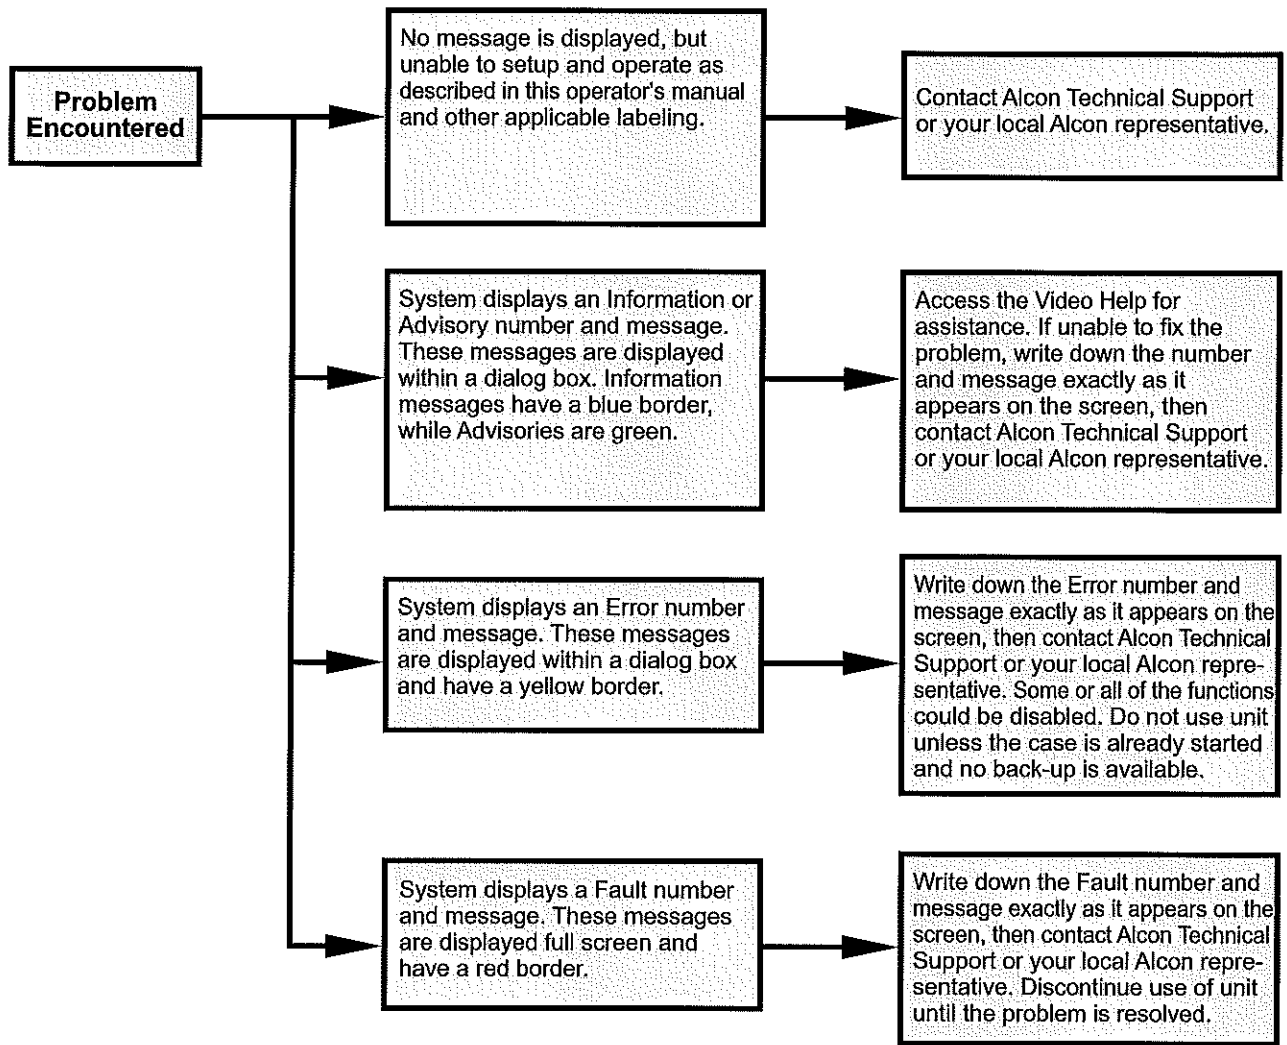 Problem
Encountered
No message is displayed, but
unable to setup and operate as
described in this operator's manual
and other applicable labeling.
Contact Alcon Technical Support
or your local Alcon representative.
System displays an Information or
Advisory number and message.
These messages are displayed
within a dialog box. Information
messages have a blue border,
while Advisories are green.
Access the Video Help for
assistance. If unable to fix the
problem, write down the number
and message exactly as it
appears on the screen, then
contact Alcon Technical Support
or your local Alcon representative.
System displays an Error number
and message. These messages
are displayed within a dialog box
and have a yellow border.
Write down the Error number and
message exactly as it appears on the
screen, then contact Alcon Technical
Support or your local Alcon repre-
sentative. Some or all of the functions
could be disabled. Do not use unit
unless the case is already started
and no back-up is available.
System displays a Fault number
and message. These messages
are displayed full screen and
have a red border.
Write down the Fault number and
message exactly as it appears on the
screen, then contact Alcon Technical
Support or your local Alcon repre-
sentative. Discontinue use of unit
until the problem is resolved.